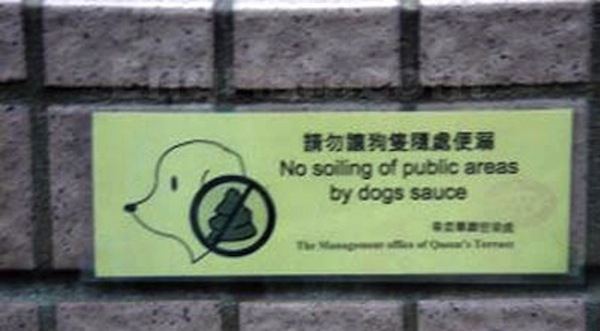 請勿讓狗隻隨處便溺
No soiling of public areas
by dogs sauce
The Management office of Queen's Terrace